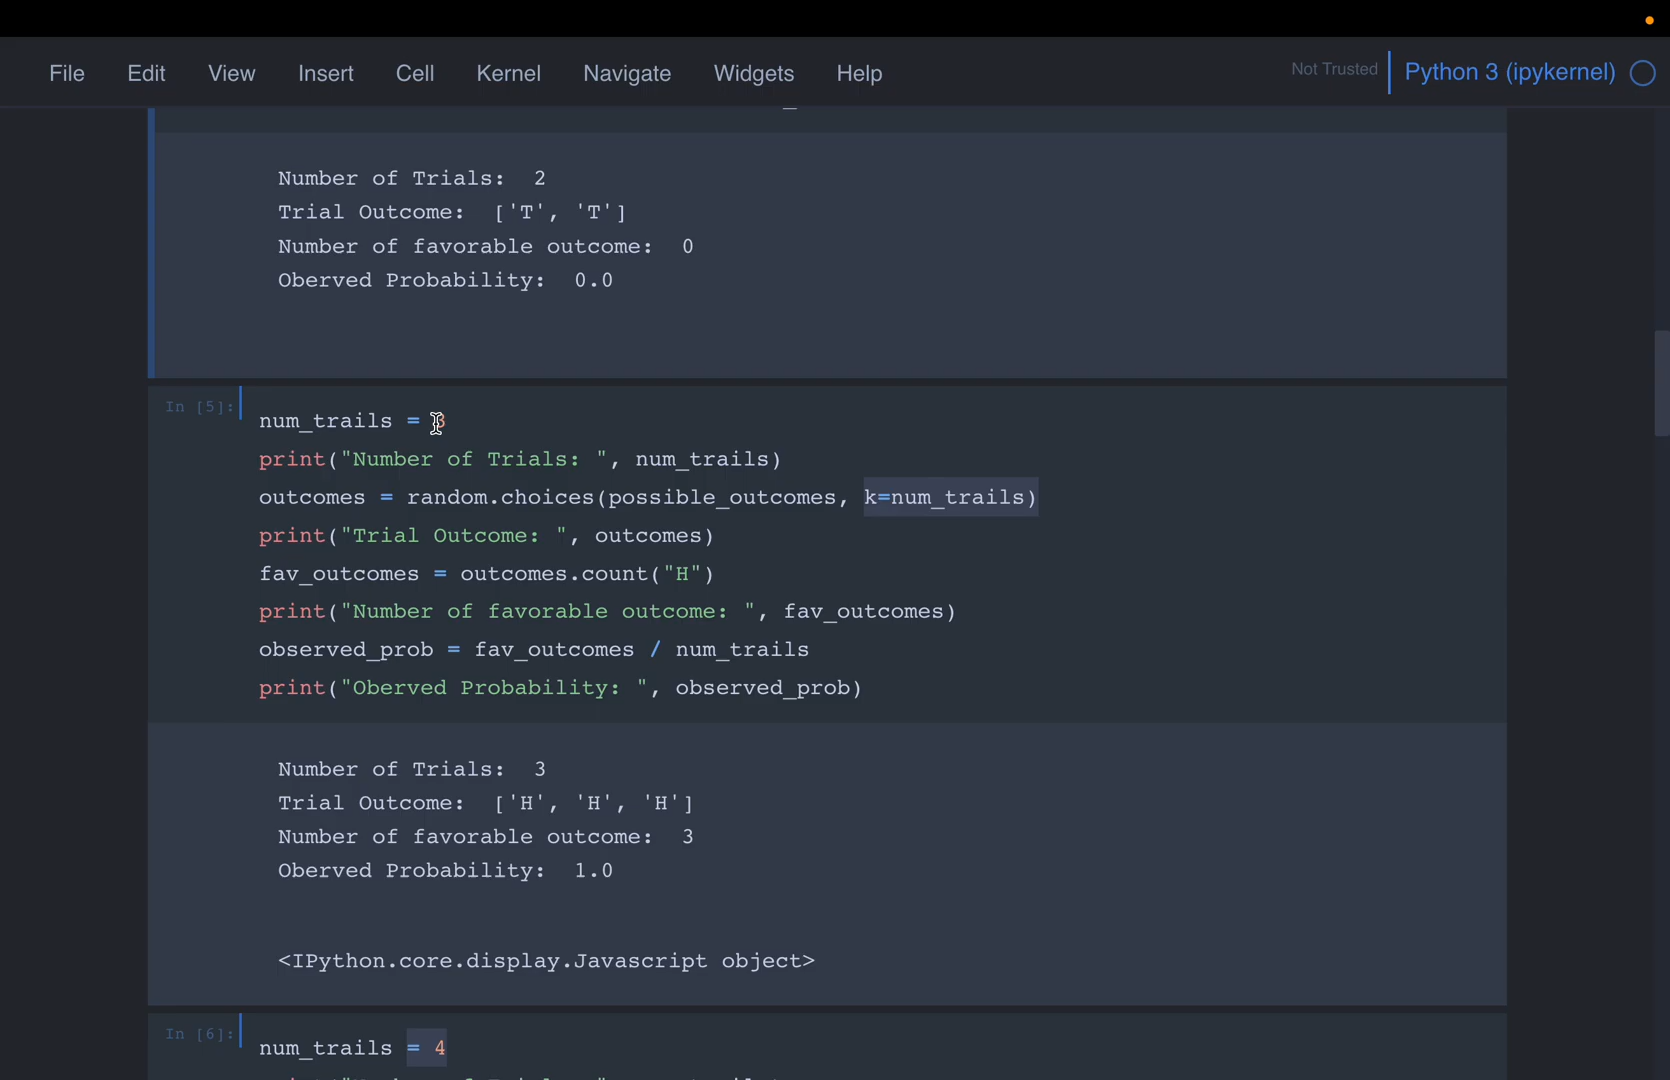 File Edit View Insert Cell Kernel Navigate Widgets Help Not Trusted Python 3 (ipykernel)
Number of Trials:  2
Trial Outcome:  ['T', 'T']
Number of favorable outcome:  0
Oberved Probability:  0.0
In [5]:
num_trails = 3
print("Number of Trials: ", num_trails)
outcomes = random.choices(possible_outcomes, k=num_trails)
print("Trial Outcome: ", outcomes)
fav_outcomes = outcomes.count("H")
print("Number of favorable outcome: ", fav_outcomes)
observed_prob = fav_outcomes / num_trails
print("Oberved Probability: ", observed_prob)
Number of Trials:  3
Trial Outcome:  ['H', 'H', 'H']
Number of favorable outcome:  3
Oberved Probability:  1.0
<IPython.core.display.Javascript object>
In [6]:
num_trails = 4